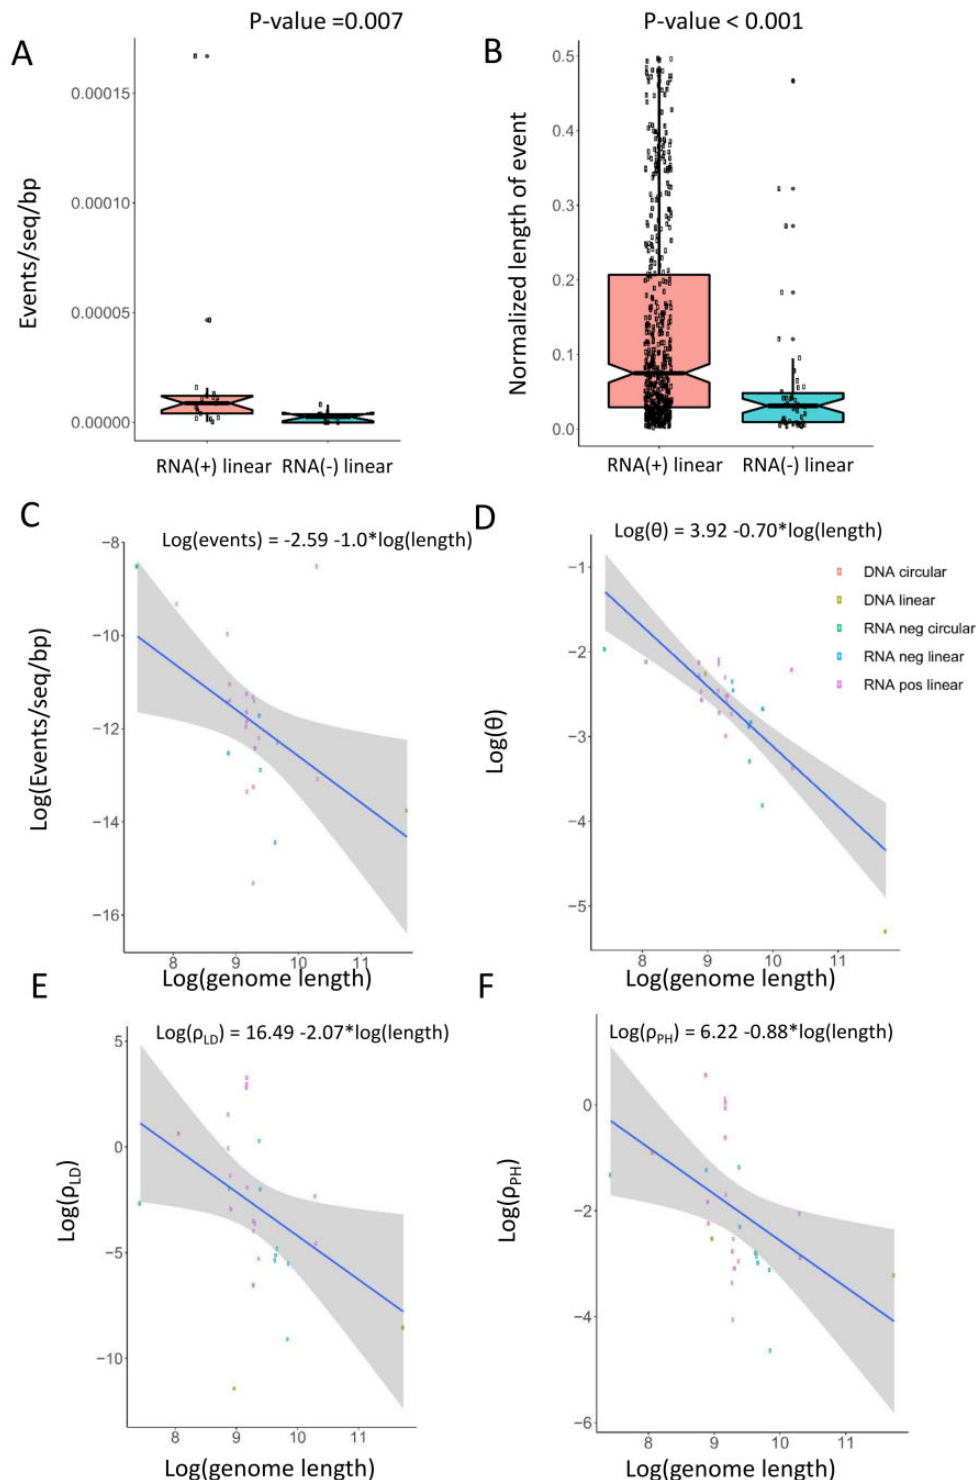 P-value =0.007
P-value < 0.001
A
B
0.00015
0.00010
0.00005
0.00000
Events/seq/bp
RNA(+) linear
RNA(-) linear
0.5
0.4
0.3
0.2
0.1
0.0
Normalized length of event
RNA(+) linear
RNA(-) linear
C
Log(events) = -2.59 -1.0*log(length)
−8
−10
−12
−14
−16
Log(Events/seq/bp)
8
9
10
11
Log(genome length)
D
Log(θ) = 3.92 -0.70*log(length)
−1
−2
−3
−4
−5
Log(θ)
DNA circular
DNA linear
RNA neg circular
RNA neg linear
RNA pos linear
8
9
10
11
Log(genome length)
E
Log(ρLD) = 16.49 -2.07*log(length)
5
0
−5
−10
Log(ρLD)
8
9
10
11
Log(genome length)
F
Log(ρPH) = 6.22 -0.88*log(length)
0
−2
−4
−6
Log(ρPH)
8
9
10
11
Log(genome length)